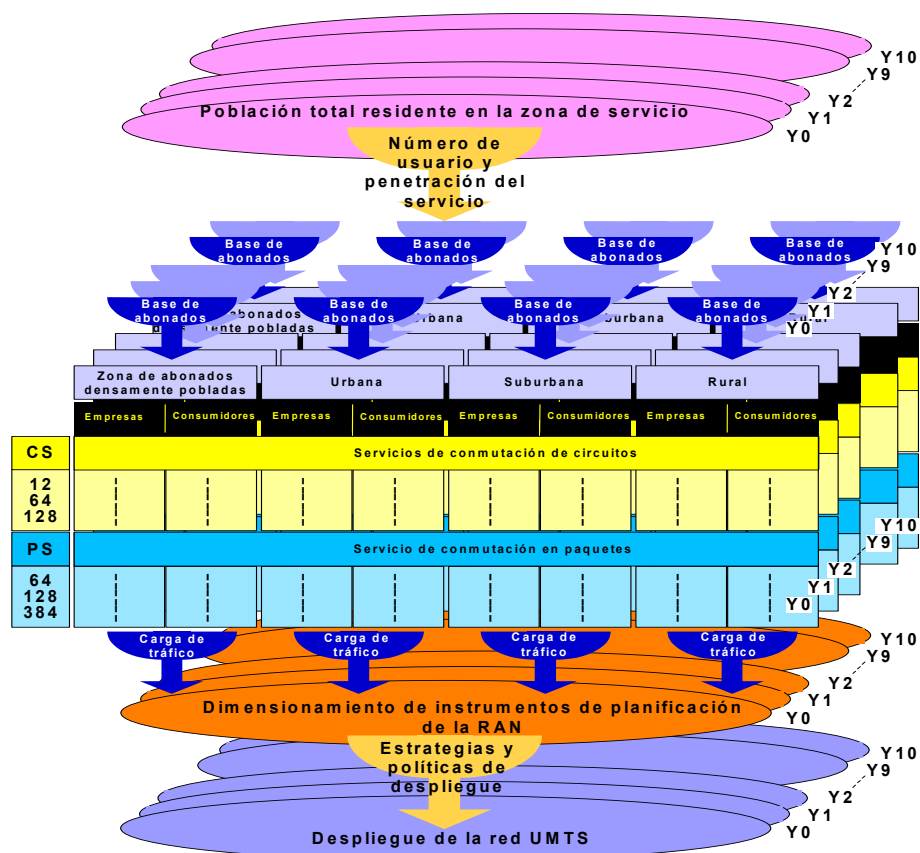 Y10
Y9
Y2
Y1
Y0
Población total residente en la zona de servicio
Número de
usuario y
penetración del
servicio
Base de
abonados
Base de
abonados
Base de
abonados
Base de
abonados
Y10
Y9
Y2
Y1
Y0
Base de
abonados
Base de
abonados
Base de
abonados
Base de
abonados
abonados
Zona de abonados
densamente pobladas
Urbana
Suburbana
Rural
Empresas
Consumidores
Empresas
Consumidores
Empresas
Consumidores
Empresas
Consumidores
CS
Servicios de conmutación de circuitos
12
64
128
PS
Servicio de conmutación en paquetes
64
128
384
Y10
Y9
Y2
Y1
Y0
Carga de
tráfico
Carga de
tráfico
Carga de
tráfico
Carga de
tráfico
Y10
Y9
Y2
Y1
Y0
Dimensionamiento de instrumentos de planificación
de la RAN
Estrategias y
políticas de
despliegue
Y10
Y9
Y2
Y1
Y0
Despliegue de la red UMTS